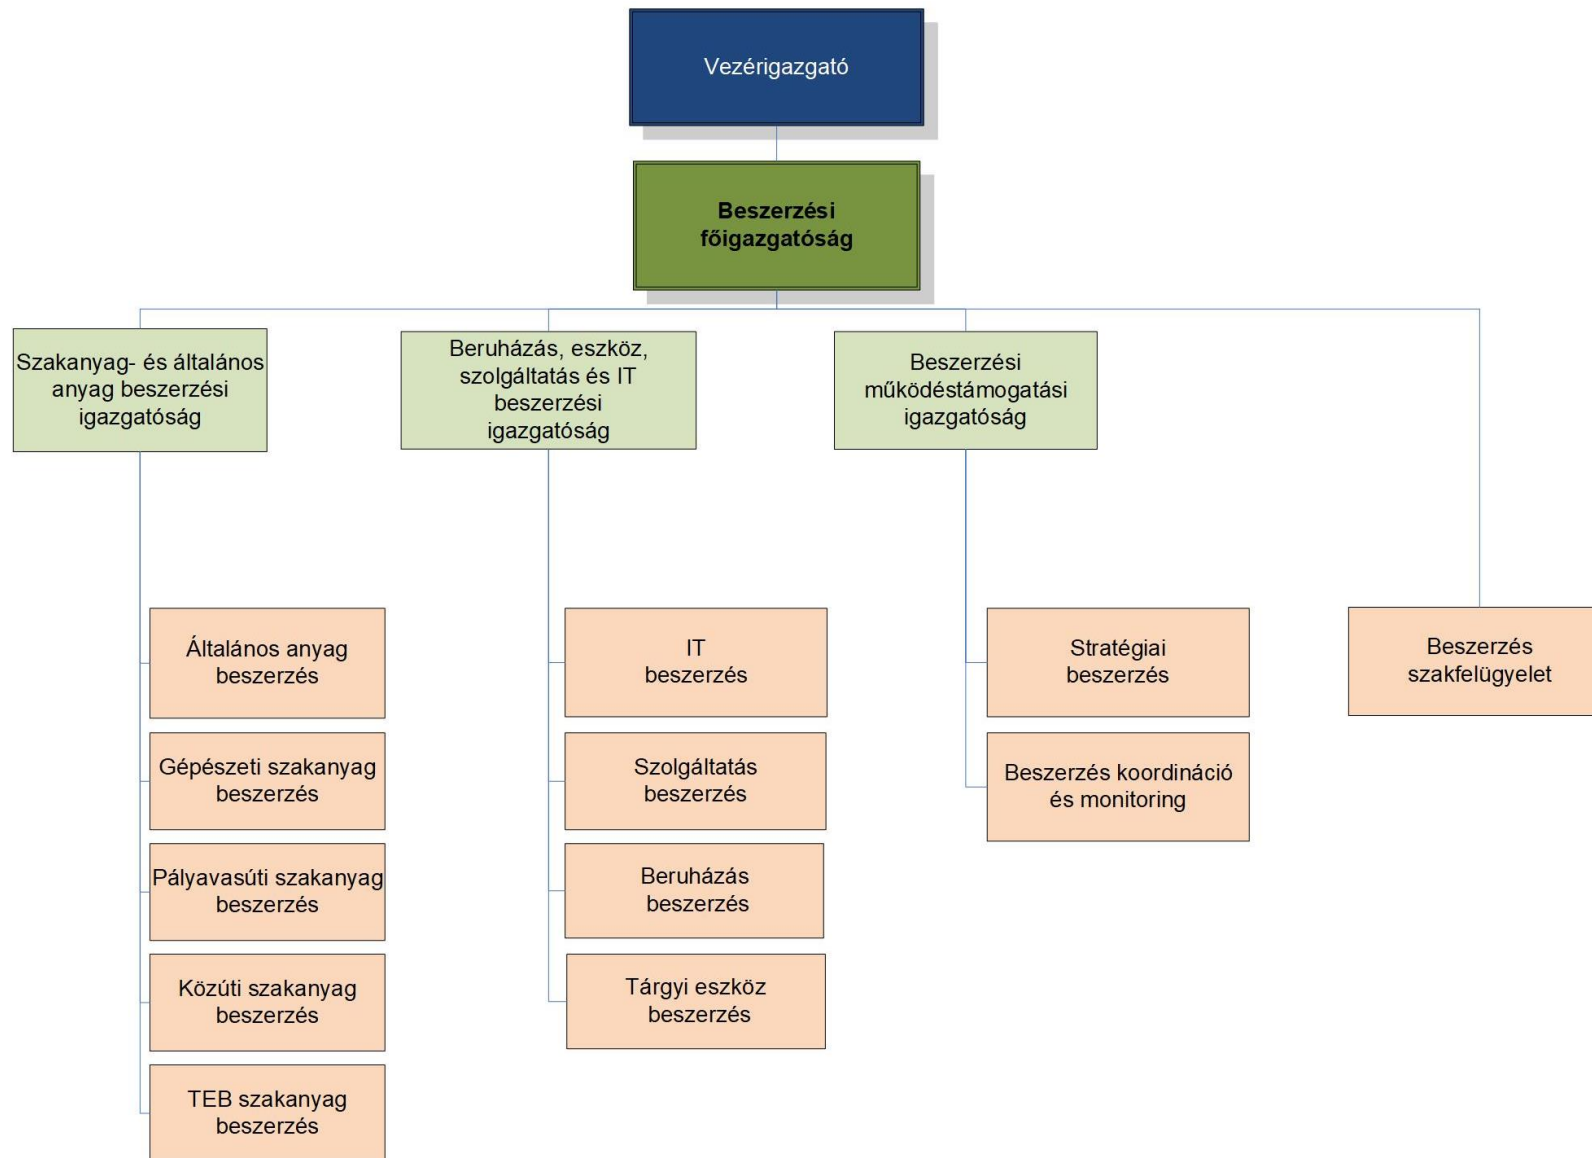 Vezérigazgató
Beszerzési
főigazgatóság
Szakanyag- és általános
anyag beszerzési
igazgatóság
Beruházás, eszköz,
szolgáltatás és IT
beszerzési
igazgatóság
Beszerzési
működéstámogatási
igazgatóság
Általános anyag
beszerzés
Gépészeti szakanyag
beszerzés
Pályavasúti szakanyag
beszerzés
Közúti szakanyag
beszerzés
TEB szakanyag
beszerzés
IT
beszerzés
Szolgáltatás
beszerzés
Beruházás
beszerzés
Tárgyi eszköz
beszerzés
Stratégiai
beszerzés
Beszerzés koordináció
és monitoring
Beszerzés
szakfelügyelet